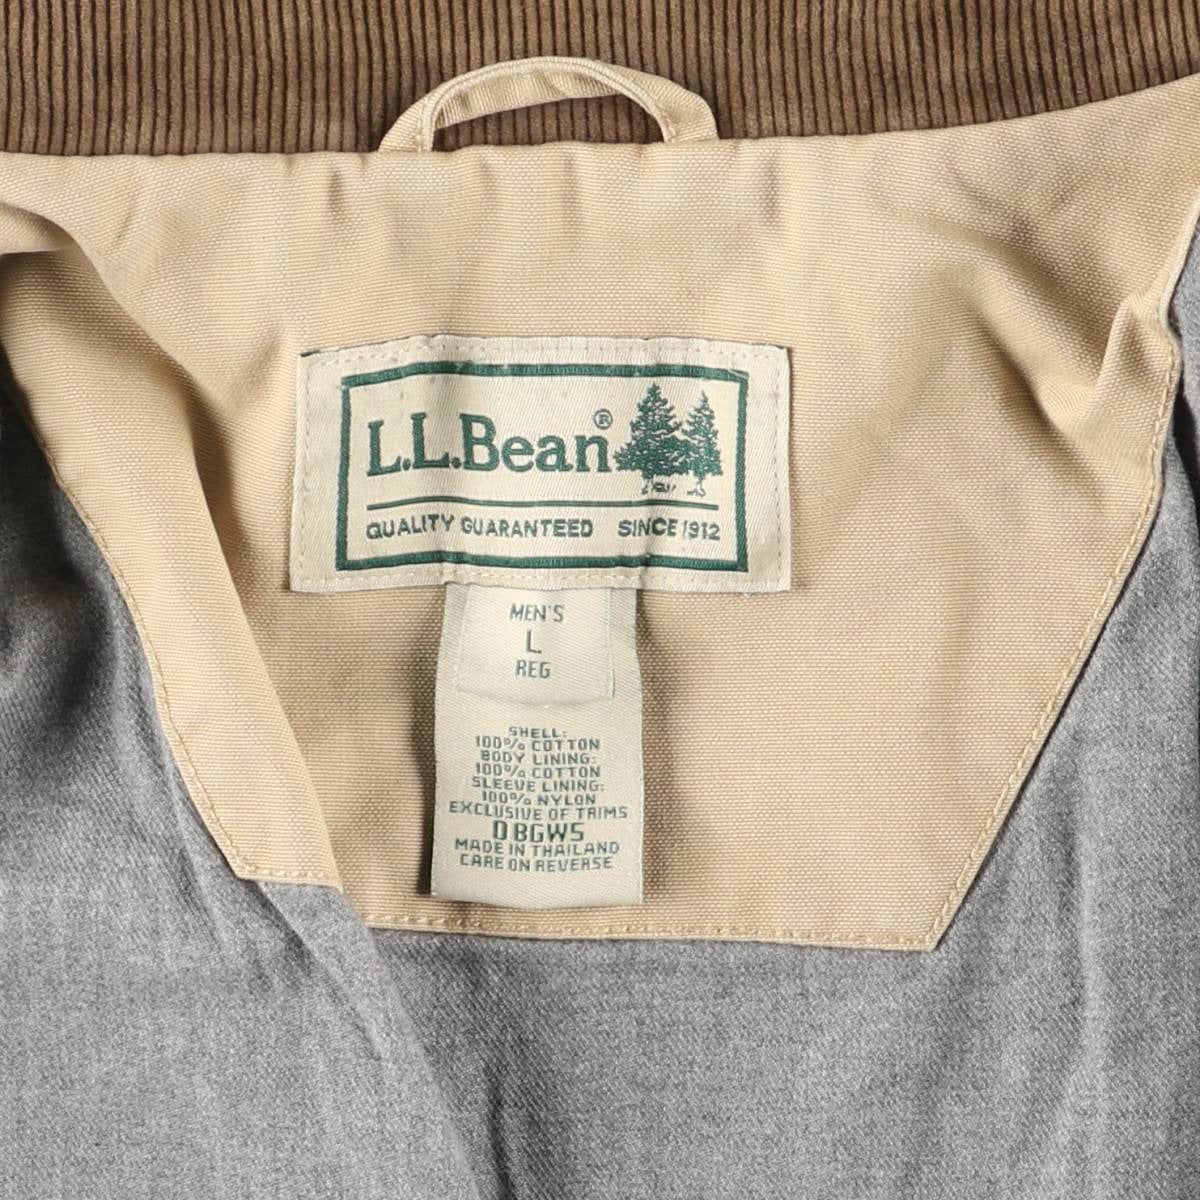 L.L.Bean®
QUALITY GUARANTEED SINCE 1912
MEN'S
L
REG
SHELL:
100% COTTON
BODY LINING:
100% COTTON
SLEEVE LINING:
100% NYLON
EXCLUSIVE OF TRIMS
0BGW5
MADE IN THAILAND
CARE ON REVERSE